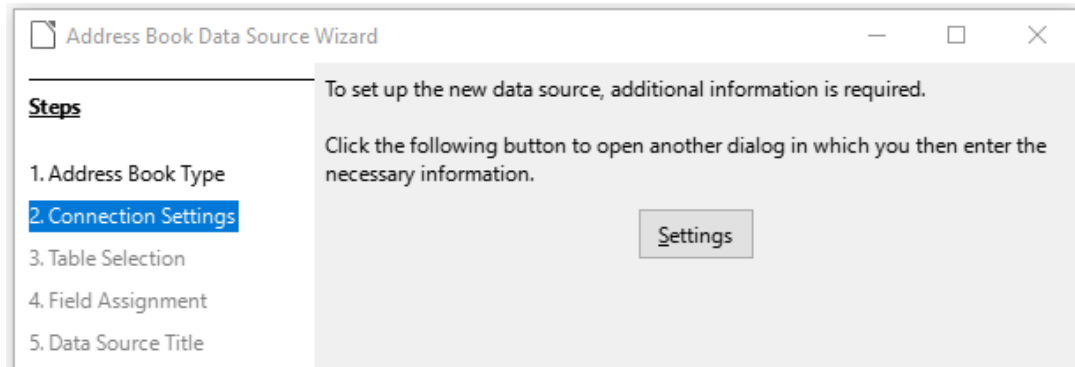 Address Book Data Source Wizard
Steps
1. Address Book Type
2. Connection Settings
3. Table Selection
4. Field Assignment
5. Data Source Title
To set up the new data source, additional information is required.
Click the following button to open another dialog in which you then enter the
necessary information.
Settings